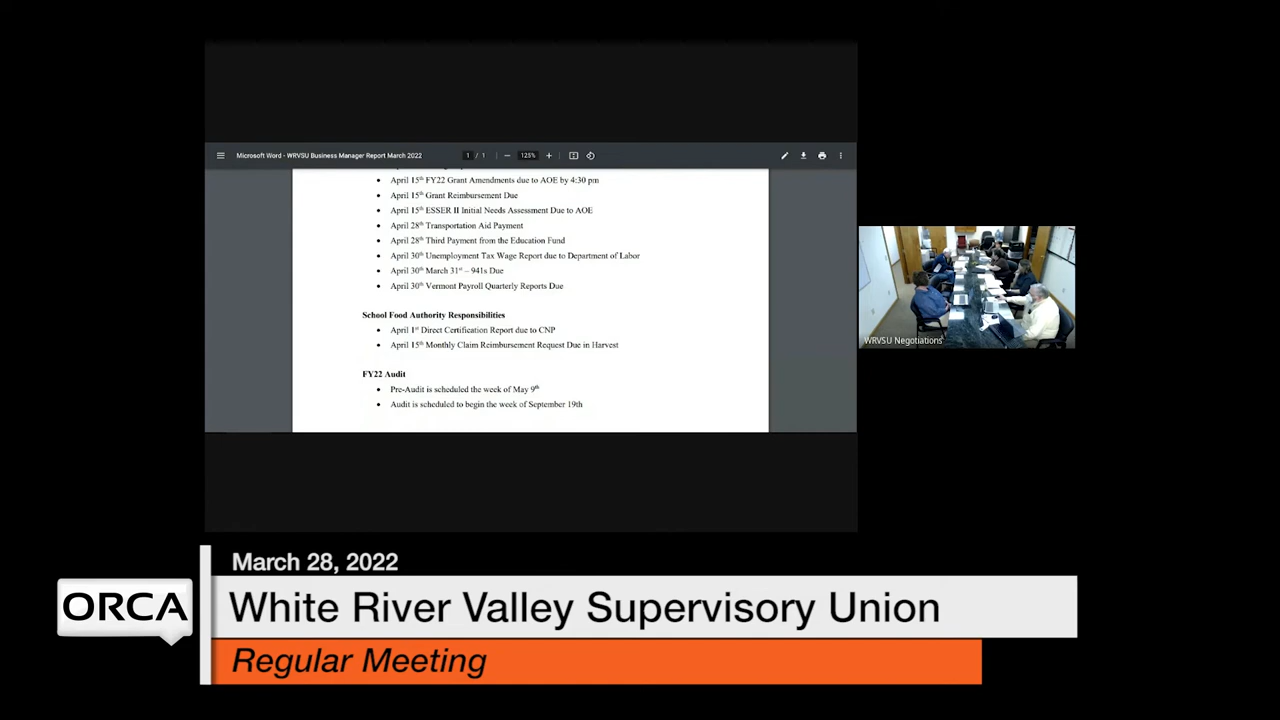 Microsoft Word - WRVSU Business Manager Report March 2022
1 / 1
125%
April 15th FY22 Grant Amendments due to AOE by 4:30 pm
April 15th Grant Reimbursement Due
April 15th ESSER II Initial Needs Assessment Due to AOE
April 28th Transportation Aid Payment
April 28th Third Payment from the Education Fund
April 30th Unemployment Tax Wage Report due to Department of Labor
April 30th March 31st – 941s Due
April 30th Vermont Payroll Quarterly Reports Due
School Food Authority Responsibilities
April 1st Direct Certification Report due to CNP
April 15th Monthly Claim Reimbursement Request Due in Harvest
FY22 Audit
Pre-Audit is scheduled the week of May 9th
Audit is scheduled to begin the week of September 19th
WRVSU Negotiations
March 28, 2022
ORCA
White River Valley Supervisory Union
Regular Meeting